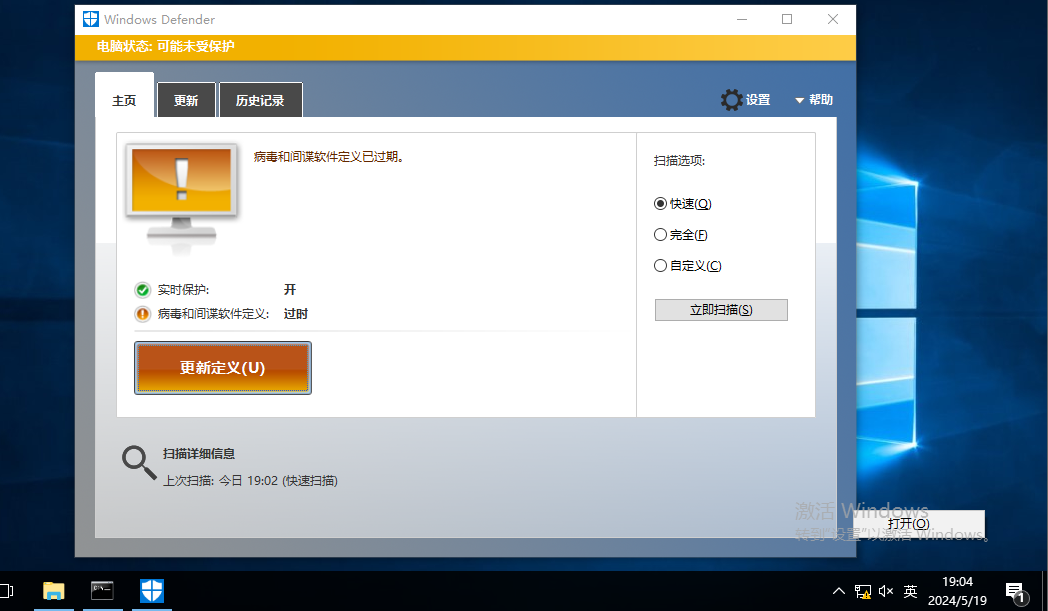 Windows Defender
电脑状态: 可能未受保护
主页
更新
历史记录
设置
帮助
病毒和间谍软件定义已过期。
实时保护:
开
病毒和间谍软件定义:
过时
更新定义(U)
扫描选项:
快速(Q)
完全(F)
自定义(C)
立即扫描(S)
扫描详细信息
上次扫描: 今日 19:02 (快速扫描)
激活 Windows
转到"设置"以激活 Windows。
打开(O)
英
19:04
2024/5/19
1